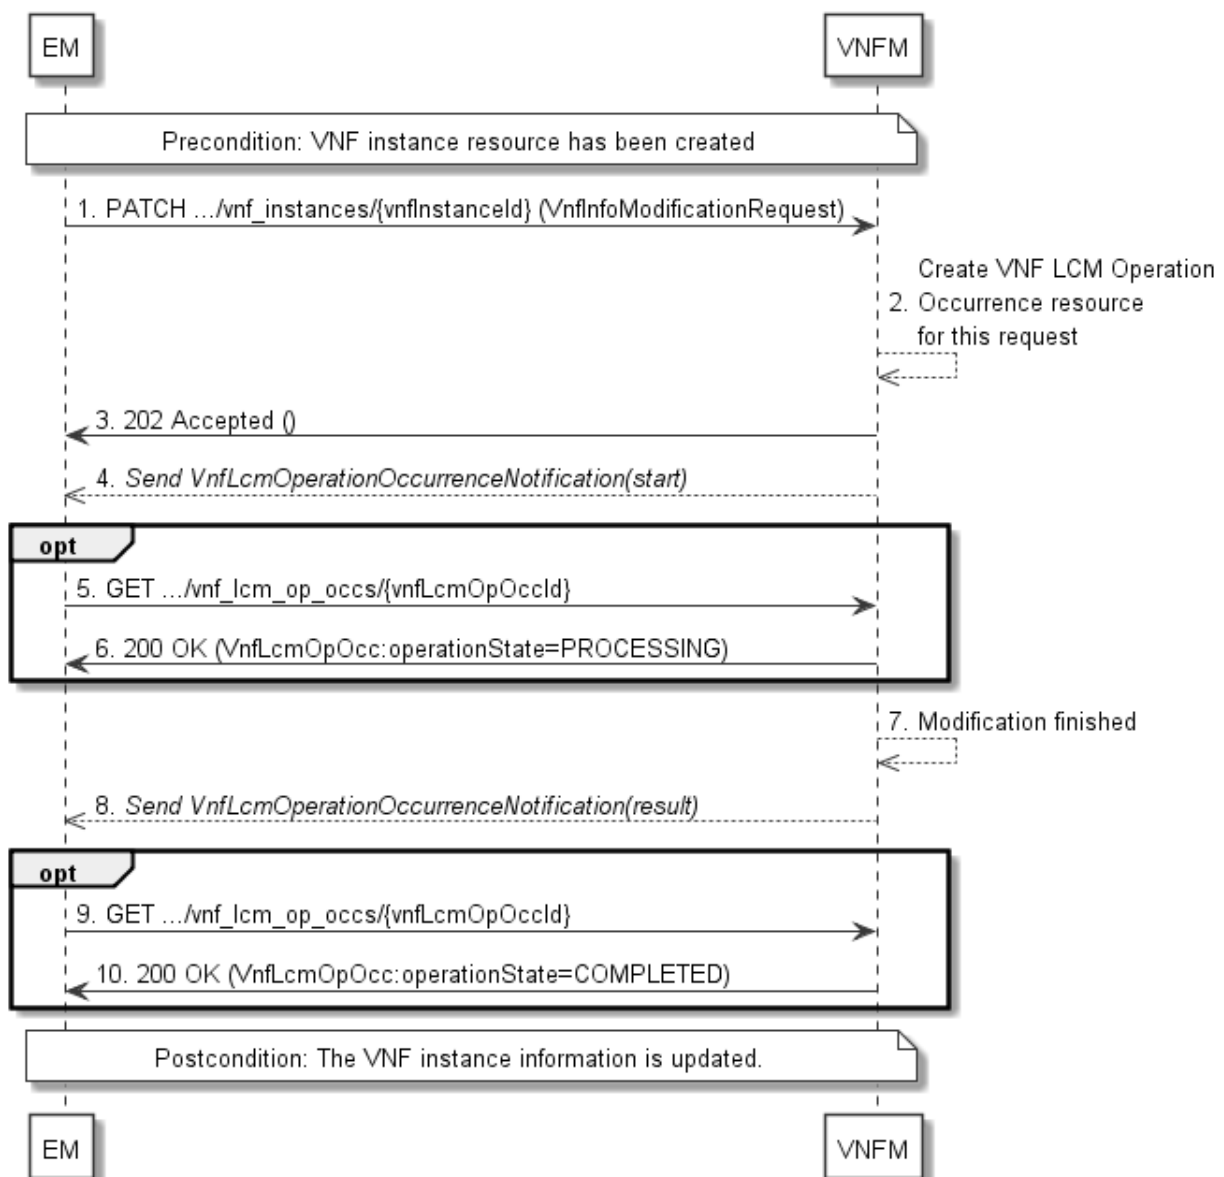 EM VNFM
Precondition: VNF instance resource has been created
1. PATCH .../vnf_instances/{vnfInstanceId} (VnfInfoModificationRequest)
Create VNF LCM Operation
2. Occurrence resource
for this request
3. 202 Accepted ()
4. Send VnfLcmOperationOccurrenceNotification(start)
opt
5. GET .../vnf_lcm_op_occs/{vnfLcmOpOccId}
6. 200 OK (VnfLcmOpOcc:operationState=PROCESSING)
7. Modification finished
8. Send VnfLcmOperationOccurrenceNotification(result)
opt
9. GET .../vnf_lcm_op_occs/{vnfLcmOpOccId}
10. 200 OK (VnfLcmOpOcc:operationState=COMPLETED)
Postcondition: The VNF instance information is updated.
EM VNFM